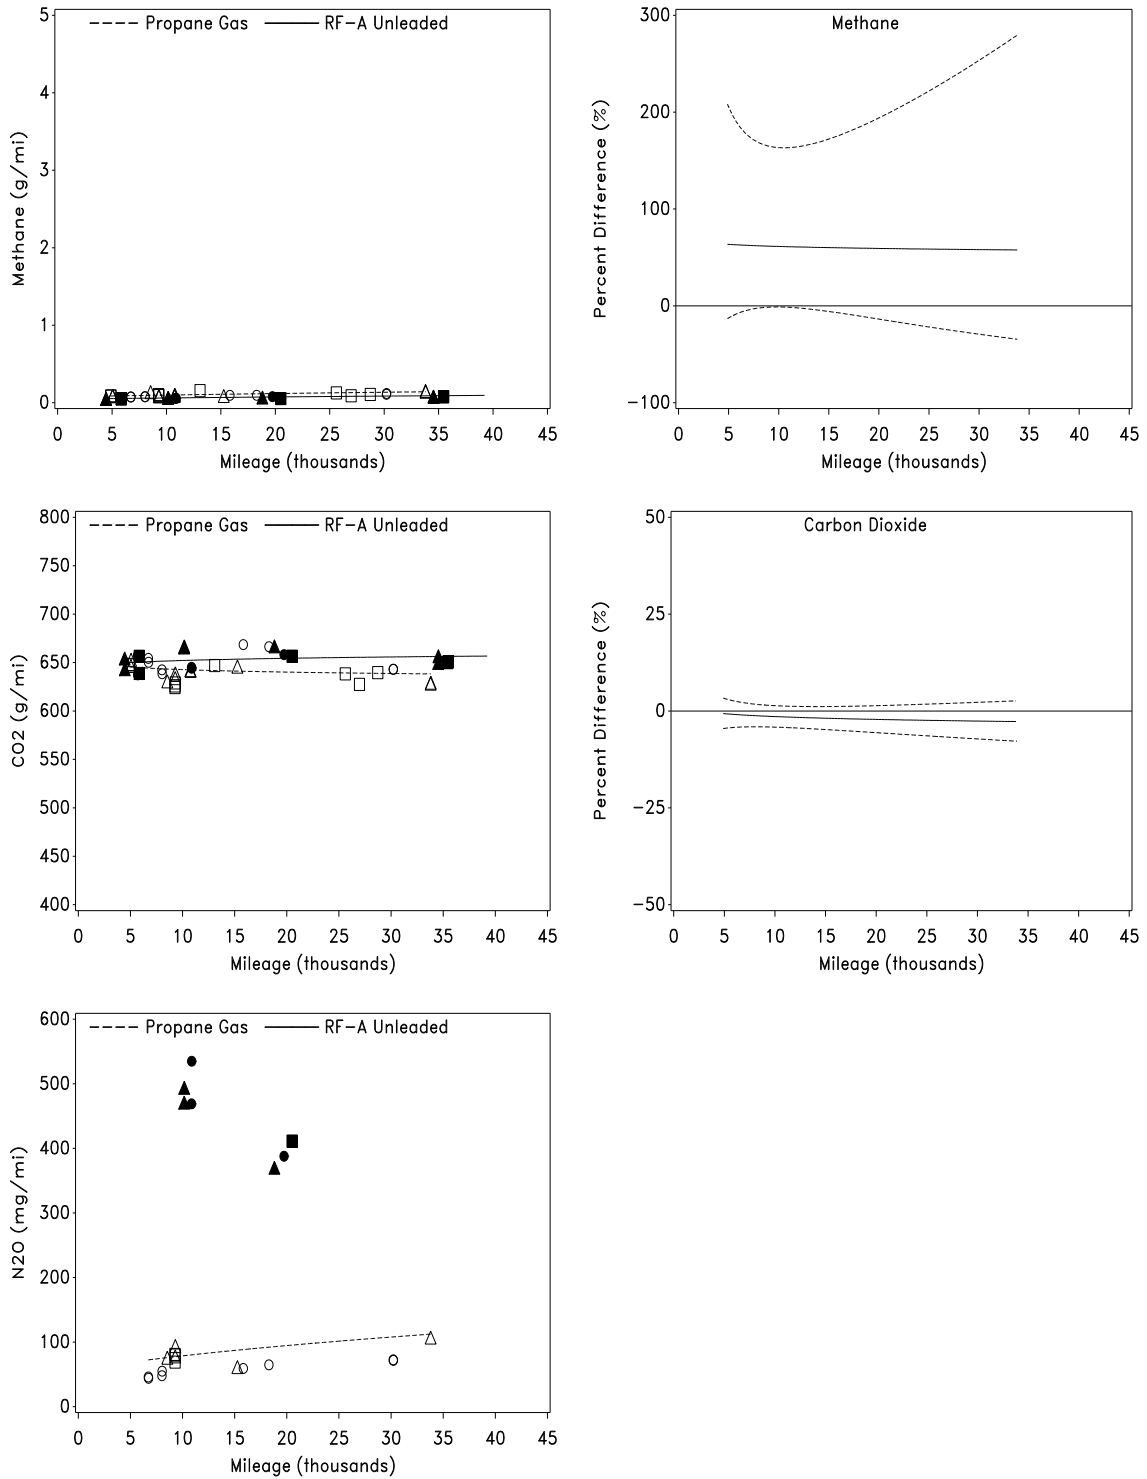 Propane Gas RF-A Unleaded
5
4
3
2
1
0
Methane (g/mi)
0 5 10 15 20 25 30 35 40 45
Mileage (thousands)
Methane
300
200
100
0
-100
Percent Difference (%)
0 5 10 15 20 25 30 35 40 45
Mileage (thousands)
Propane Gas RF-A Unleaded
800
750
700
650
600
550
500
450
400
CO2 (g/mi)
0 5 10 15 20 25 30 35 40 45
Mileage (thousands)
Carbon Dioxide
50
25
0
-25
-50
Percent Difference (%)
0 5 10 15 20 25 30 35 40 45
Mileage (thousands)
Propane Gas RF-A Unleaded
600
500
400
300
200
100
0
N2O (mg/mi)
0 5 10 15 20 25 30 35 40 45
Mileage (thousands)